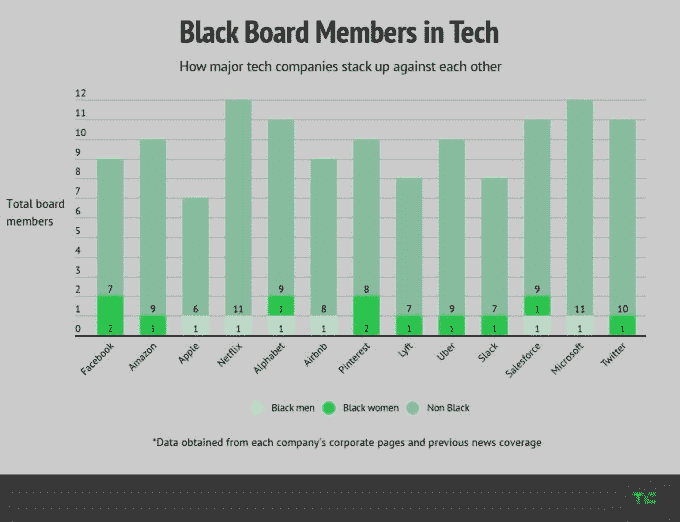 Black Board Members in Tech
How major tech companies stack up against each other
12
11
10
9
8
7
6
5
4
3
2
1
0
Total board
members
7 9 6 11 9 8 8 7 9 7 9 11 10
1 1
2 1 1 1 1 1 2 1 1 1 1 1 1
Facebook
Amazon
Apple
Netflix
Alphabet
Airbnb
Pinterest
Lyft
Uber
Slack
Salesforce
Microsoft
Twitter
Black men Black women Non Black
*Data obtained from each company's corporate pages and previous news coverage
TC